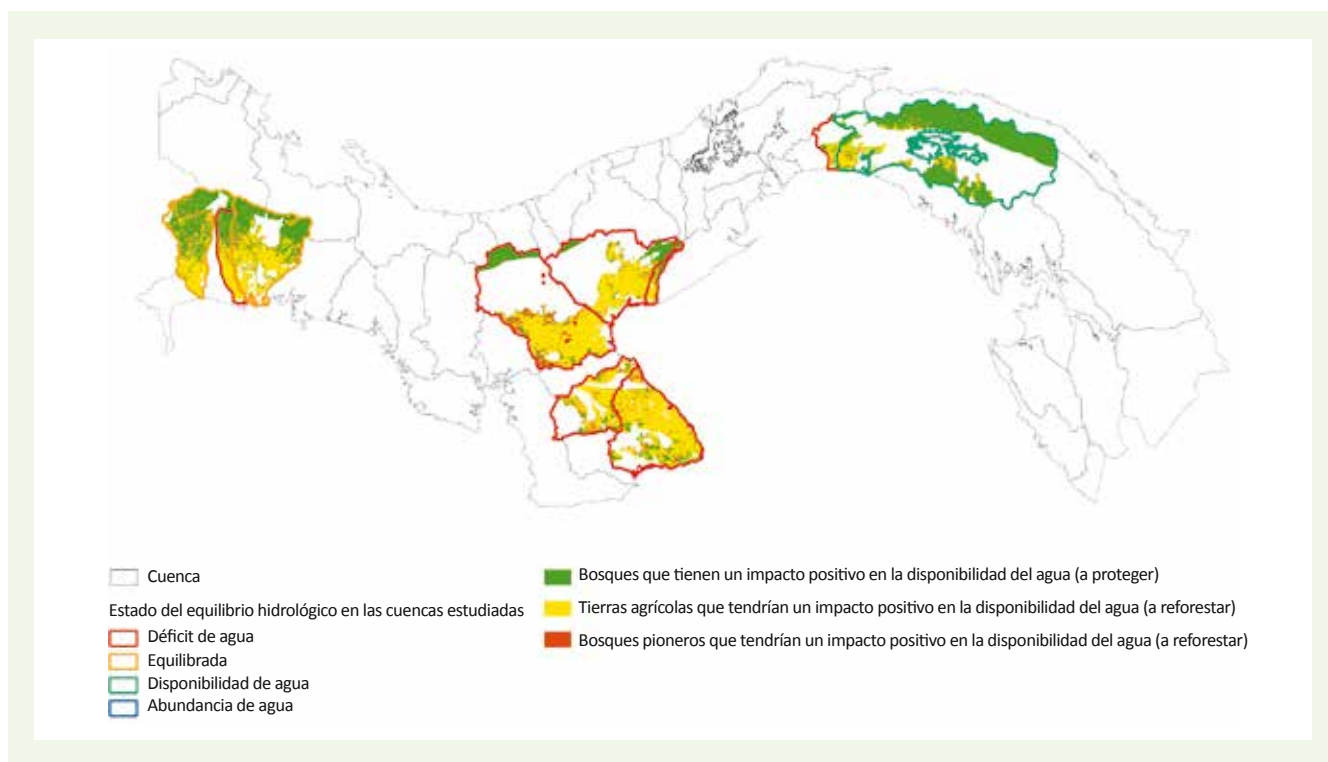 Cuenca
Estado del equilibrio hidrológico en las cuencas estudiadas
Déficit de agua
Equilibrada
Disponibilidad de agua
Abundancia de agua
Bosques que tienen un impacto positivo en la disponibilidad del agua (a proteger)
Tierras agrícolas que tendrían un impacto positivo en la disponibilidad del agua (a reforestar)
Bosques pioneros que tendrían un impacto positivo en la disponibilidad del agua (a reforestar)